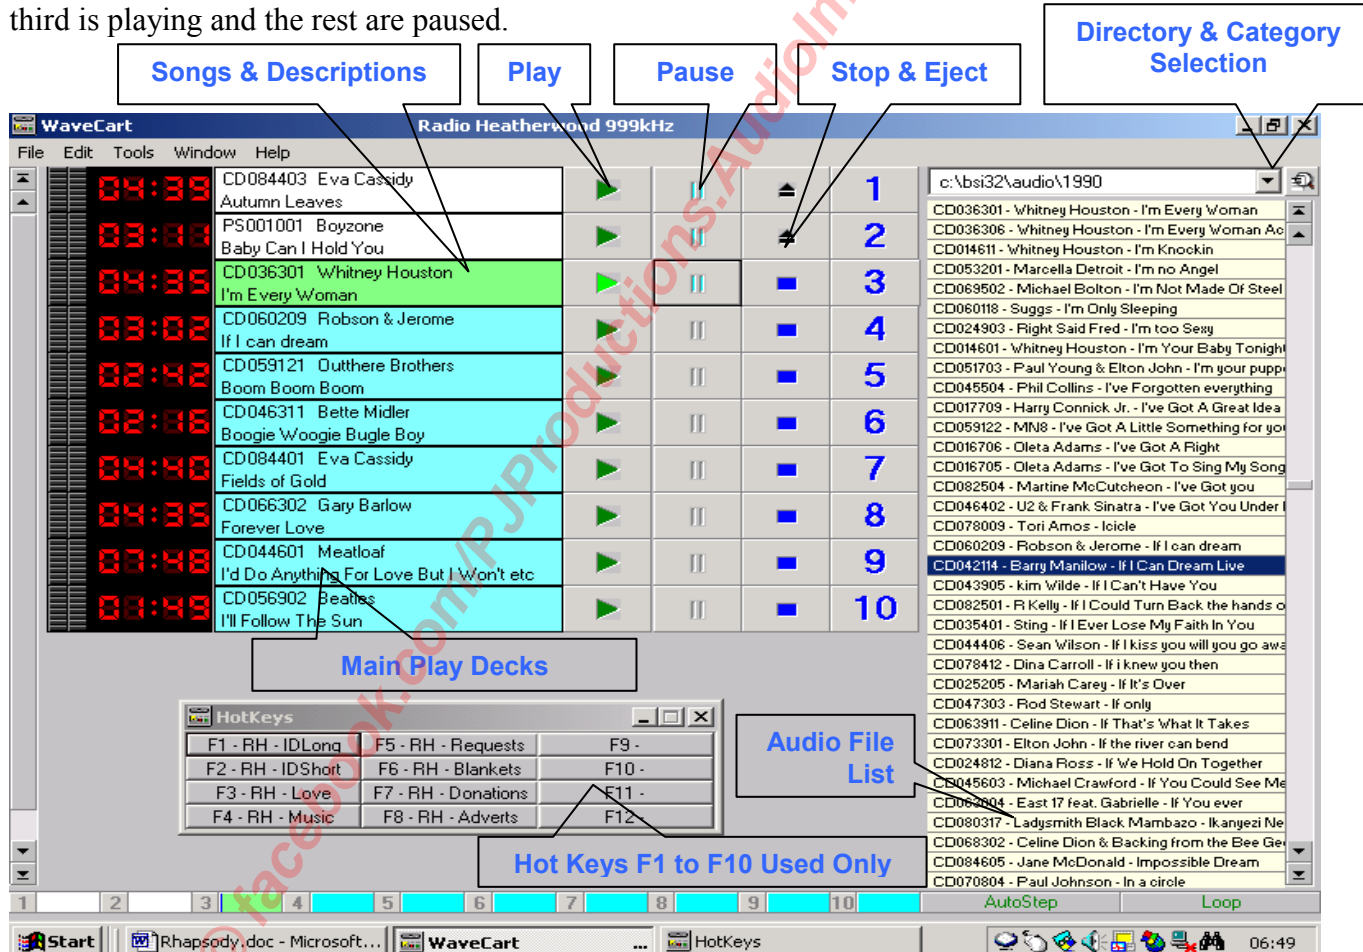 third is playing and the rest are paused.
Directory & Category
Selection
Songs & Descriptions
Play
Pause
Stop & Eject
WaveCart
Radio Heatherwood 999kHz
File Edit Tools Window Help
04:39
CD084403 Eva Cassidy
Autumn Leaves
1
03:11
PS001001 Boyzone
Baby Can I Hold You
2
04:35
CD036301 Whitney Houston
I'm Every Woman
3
03:02
CD060209 Robson & Jerome
If I can dream
4
02:42
CD059121 Outthere Brothers
Boom Boom Boom
5
02:16
CD046311 Bette Midler
Boogie Woogie Bugle Boy
6
04:40
CD084401 Eva Cassidy
Fields of Gold
7
04:35
CD066302 Gary Barlow
Forever Love
8
07:48
CD044601 Meatloaf
I'd Do Anything For Love But I Won't etc
9
01:49
CD056902 Beatles
I'll Follow The Sun
10
c:\bsi32\audio\1990
CD036301 - Whitney Houston - I'm Every Woman
CD036306 - Whitney Houston - I'm Every Woman Ac
CD014611 - Whitney Houston - I'm Knockin
CD053201 - Marcella Detroit - I'm no Angel
CD069502 - Michael Bolton - I'm Not Made Of Steel
CD060118 - Suggs - I'm Only Sleeping
CD024903 - Right Said Fred - I'm too Sexy
CD014601 - Whitney Houston - I'm Your Baby Tonight
CD051703 - Paul Young & Elton John - I'm your puppe
CD045504 - Phil Collins - I've Forgotten everything
CD017709 - Harry Connick Jr. - I've Got A Great Idea
CD059122 - MN8 - I've Got A Little Something for you
CD016706 - Oleta Adams - I've Got A Right
CD016705 - Oleta Adams - I've Got To Sing My Song
CD082504 - Martine McCutcheon - I've Got you
CD046402 - U2 & Frank Sinatra - I've Got You Under
CD078009 - Tori Amos - Icicle
CD060209 - Robson & Jerome - If I can dream
CD042114 - Barry Manilow - If I Can Dream Live
CD043905 - kim Wilde - If I Can't Have You
CD082501 - R Kelly - If I Could Turn Back the hands o
CD035401 - Sting - If I Ever Lose My Faith In You
CD044406 - Sean Wilson - If I kiss you will you go awa
CD078412 - Dina Carroll - If i knew you then
CD025205 - Mariah Carey - If It's Over
CD047303 - Rod Stewart - If only
CD063911 - Celine Dion - If That's What It Takes
CD073301 - Elton John - If the river can bend
CD024812 - Diana Ross - If We Hold On Together
CD045603 - Michael Crawford - If You Could See Me
CD063004 - East 17 feat. Gabrielle - If You ever
CD080317 - Ladysmith Black Mambazo - Ikanyezi Ne
CD068302 - Celine Dion & Backing from the Bee Gee
CD084605 - Jane McDonald - Impossible Dream
CD070804 - Paul Johnson - In a circle
Main Play Decks
HotKeys
F1 - RH - IDLong F5 - RH - Requests F9 -
F2 - RH - IDShort F6 - RH - Blankets F10 -
F3 - RH - Love F7 - RH - Donations F11 -
F4 - RH - Music F8 - RH - Adverts F12 -
Audio File
List
Hot Keys F1 to F10 Used Only
1 2 3 4 5 6 7 8 9 10 AutoStep Loop
Start Rhapsody.doc - Microsoft... WaveCart ... HotKeys 06:49
© facebook.com/PJProductions.AudioIm